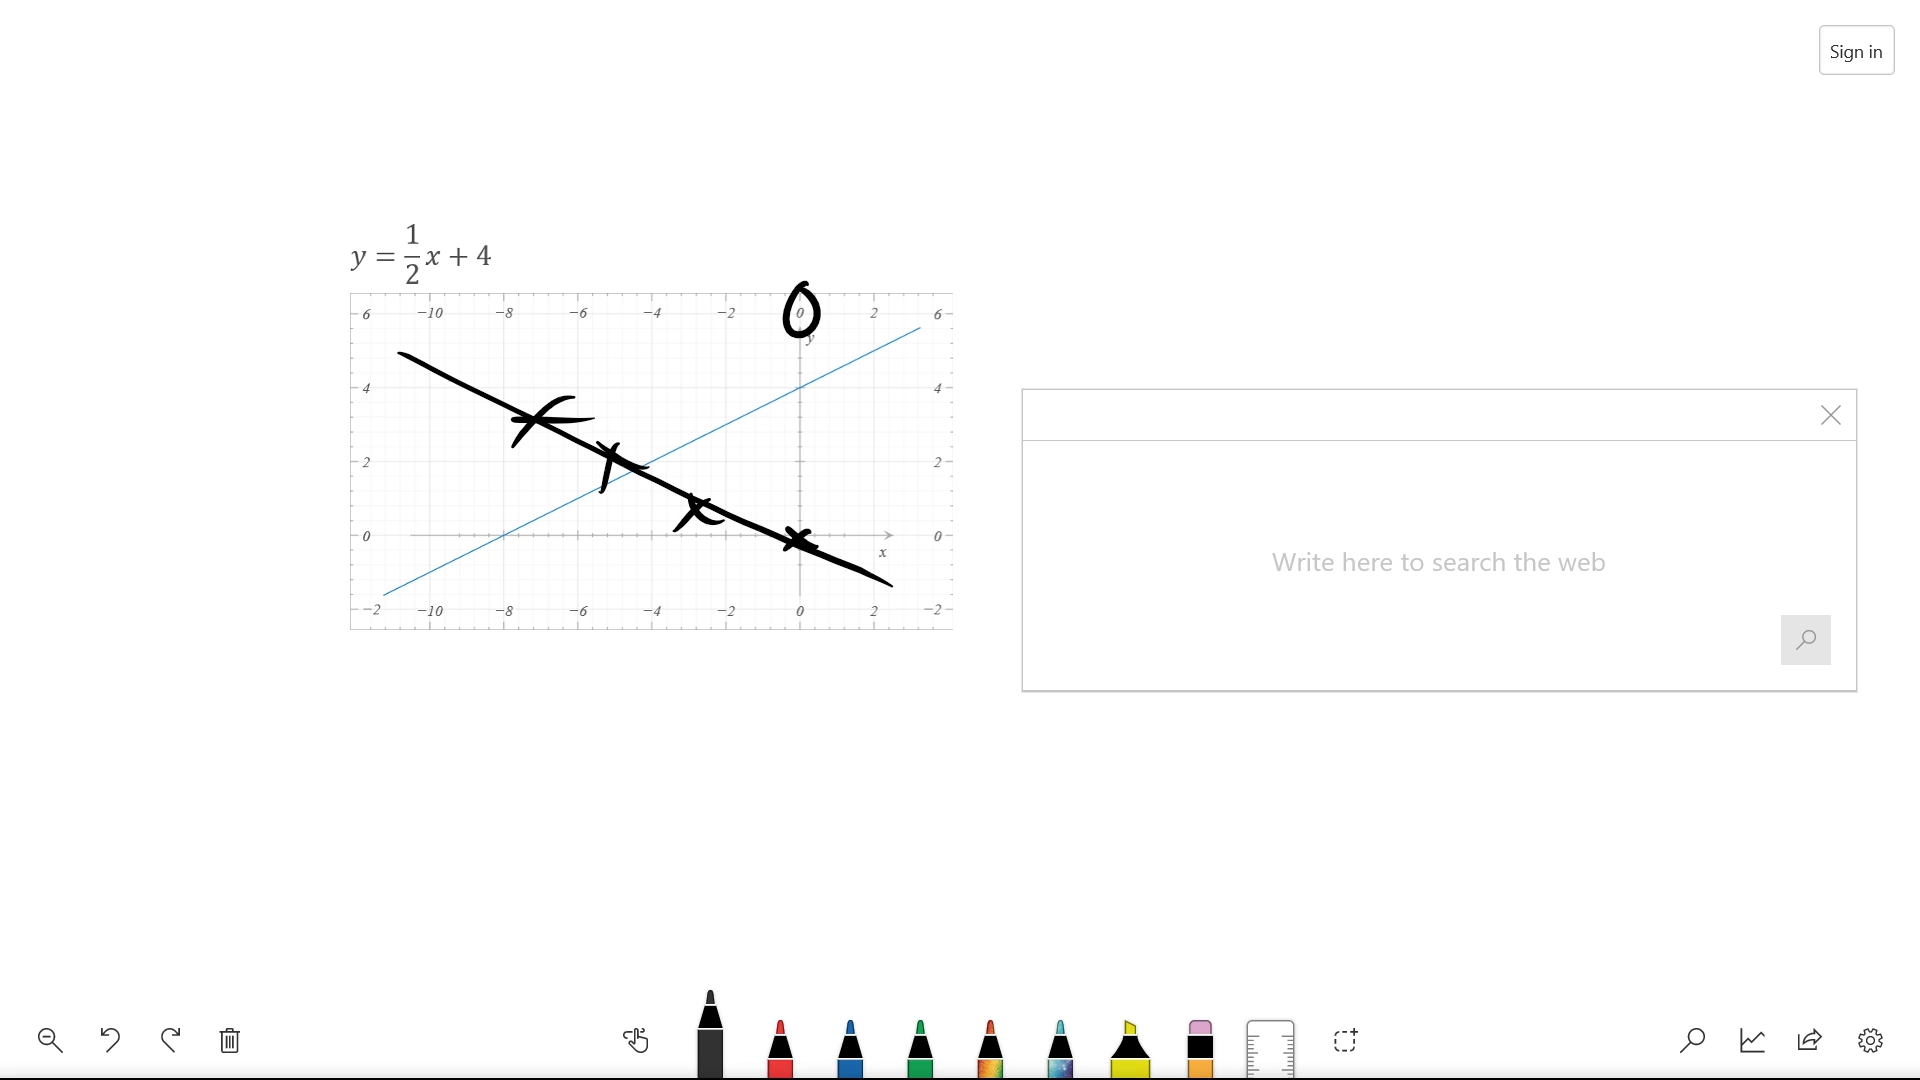 Sign in
y = 1/2 x + 4
6 −10 −8 −6 −4 −2 0 2 6
y
4 4
2 2
0 0
x
−2 −10 −8 −6 −4 −2 0 2 −2
Write here to search the web